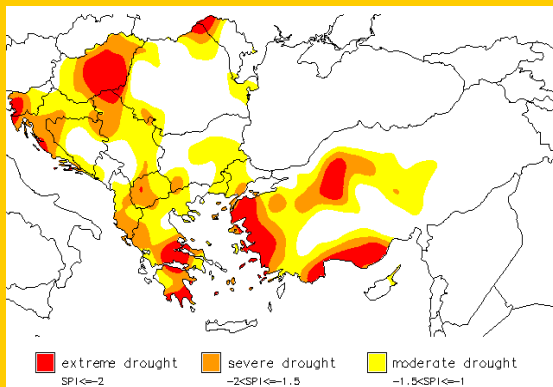 extreme drought
SPI<=-2
severe drought
-2<SPI<=-1.5
moderate drought
-1.5<SPI<=-1